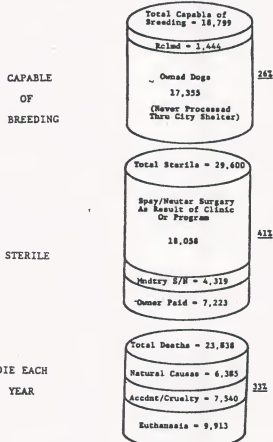 Total Capable of
Breeding = 18,799
Rclmd = 1,444
CAPABLE
OF
BREEDING
Owned Dogs
17,355
(Never Processed
Thru City Shelter)
26%
Total Sterile = 29,600
STERILE
Spay/Neuter Surgery
As Result of Clinic
Or Program
18,058
41%
Mndtry S/N = 4,319
Owner Paid = 7,223
Total Deaths = 23,838
DIE EACH
YEAR
Natural Causes = 6,385
Accdnt/Cruelty = 7,540
33%
Euthanasia = 9,913